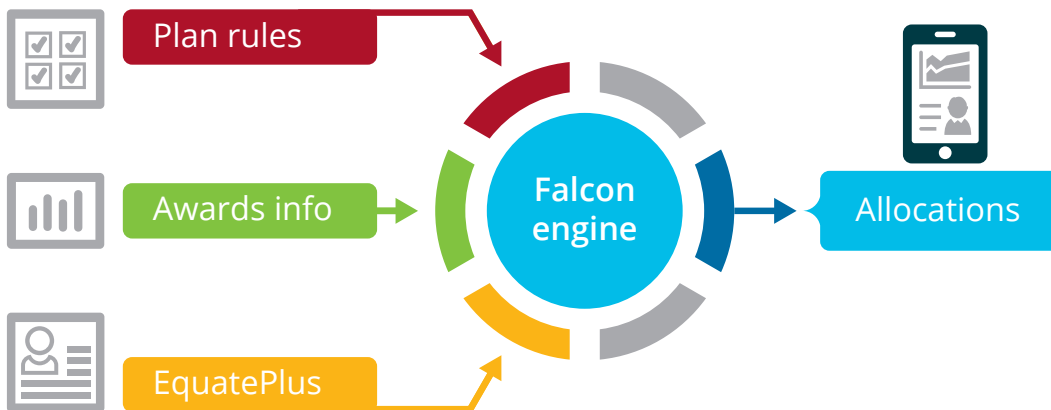 Plan rules
Awards info
EquatePlus
Falcon
engine
Allocations